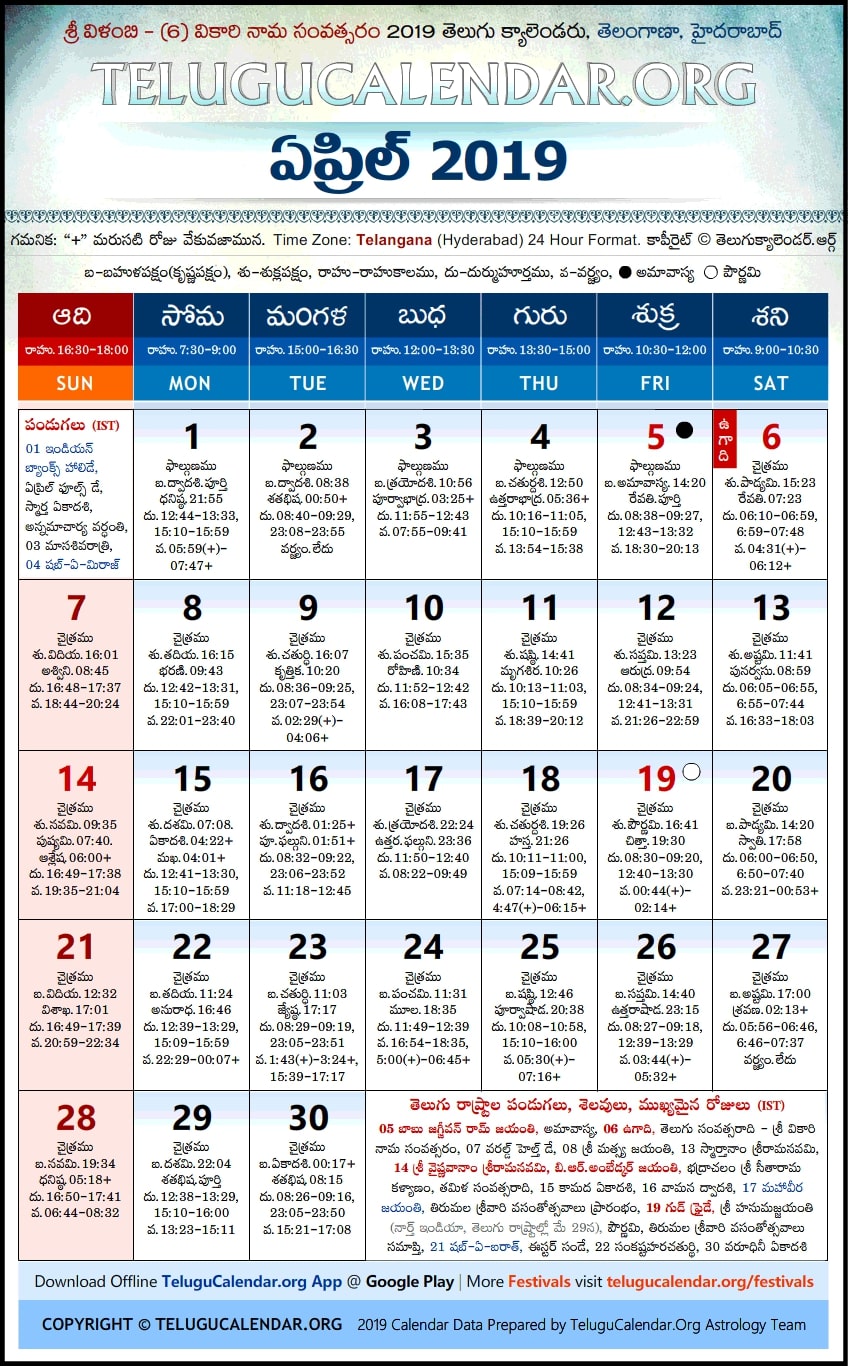 శ్రీ విళంబి - (6) వికారి నామ సంవత్సరం 2019 తెలుగు క్యాలెండరు, తెలంగాణా, హైదరాబాద్
TELUGUCALENDAR.ORG
ఏప్రిల్ 2019
గమనిక: "+" మరుసటి రోజు వేకువజామున. Time Zone: Telangana (Hyderabad) 24 Hour Format. కాపీరైట్ © తెలుగుక్యాలెండర్.ఆర్గ్
బ-బహుళపక్షం(కృష్ణపక్షం), శు-శుక్లపక్షం, రాహు-రాహుకాలము, దు-దుర్ముహూర్తము, వ-వర్జ్యం, ● అమావాస్య ○ పౌర్ణమి
ఆది సోమ మంగళ బుధ గురు శుక్ర శని
రాహు.16:30-18:00 రాహు.7:30-9:00 రాహు.15:00-16:30 రాహు.12:00-13:30 రాహు.13:30-15:00 రాహు.10:30-12:00 రాహు.9:00-10:30
SUN MON TUE WED THU FRI SAT
పండుగలు (IST)
01 ఇండియన్
బ్యాంక్స్ హాలిడే,
ఏప్రిల్ ఫూల్స్ డే,
స్మార్త ఏకాదశి,
అన్నమాచార్య వర్ధంతి,
03 మాసశివరాత్రి,
04 షబ్-ఏ-మిరాజ్
1
ఫాల్గుణము
బ.ద్వాదశి.పూర్తి
ధనిష్ఠ.21:55
దు.12:44-13:33,
15:10-15:59
వ.05:59(+)-
07:47+
2
ఫాల్గుణము
బ.ద్వాదశి.08:38
శతభిష.00:50+
దు.08:40-09:29,
23:08-23:55
వర్జ్యం.లేదు
3
ఫాల్గుణము
బ.త్రయోదశి.10:56
పూర్వాభాద్ర.03:25+
దు.11:55-12:43
వ.07:55-09:41
4
ఫాల్గుణము
బ.చతుర్దశి.12:50
ఉత్తరాభాద్ర.05:36+
దు.10:16-11:05,
15:10-15:59
వ.13:54-15:38
5
ఫాల్గుణము
బ.అమావాస్య.14:20
రేవతి.పూర్తి
దు.08:38-09:27,
12:43-13:32
వ.18:30-20:13
ఉగాది
6
చైత్రము
శు.పాడ్యమి.15:23
రేవతి.07:23
దు.06:10-06:59,
6:59-07:48
వ.04:31(+)-
06:12+
7
చైత్రము
శు.విదియ.16:01
అశ్విని.08:45
దు.16:48-17:37
వ.18:44-20:24
8
చైత్రము
శు.తదియ.16:15
భరణి.09:43
దు.12:42-13:31,
15:10-15:59
వ.22:01-23:40
9
చైత్రము
శు.చతుర్థి.16:07
కృత్తిక.10:20
దు.08:36-09:25,
23:07-23:54
వ.02:29(+)-
04:06+
10
చైత్రము
శు.పంచమి.15:35
రోహిణి.10:34
దు.11:52-12:42
వ.16:08-17:43
11
చైత్రము
శు.షష్ఠి.14:41
మృగశిర.10:26
దు.10:13-11:03,
15:10-15:59
వ.18:39-20:12
12
చైత్రము
శు.సప్తమి.13:23
ఆరుద్ర.09:54
దు.08:34-09:24,
12:41-13:31
వ.21:26-22:59
13
చైత్రము
శు.అష్టమి.11:41
పునర్వసు.08:59
దు.06:05-06:55,
6:55-07:44
వ.16:33-18:03
14
చైత్రము
శు.నవమి.09:35
పుష్యమి.07:40.
ఆశ్లేష.06:00+
దు.16:49-17:38
వ.19:35-21:04
15
చైత్రము
శు.దశమి.07:08.
ఏకాదశి.04:22+
మఖ.04:01+
దు.12:41-13:30,
15:10-15:59
వ.17:00-18:29
16
చైత్రము
శు.ద్వాదశి.01:25+
పూ.ఫల్గుని.01:51+
దు.08:32-09:22,
23:06-23:52
వ.11:18-12:45
17
చైత్రము
శు.త్రయోదశి.22:24
ఉత్తర.ఫల్గుని.23:36
దు.11:50-12:40
వ.08:22-09:49
18
చైత్రము
శు.చతుర్దశి.19:26
హస్త.21:26
దు.10:11-11:00,
15:09-15:59
వ.07:14-08:42,
4:47(+)-06:15+
19
చైత్రము
శు.పౌర్ణమి.16:41
చిత్తా.19:30
దు.08:30-09:20,
12:40-13:30
వ.00:44(+)-
02:14+
20
చైత్రము
బ.పాడ్యమి.14:20
స్వాతి.17:58
దు.06:00-06:50,
6:50-07:40
వ.23:21-00:53+
21
చైత్రము
బ.విదియ.12:32
విశాఖ.17:01
దు.16:49-17:39
వ.20:59-22:34
22
చైత్రము
బ.తదియ.11:24
అనురాధ.16:46
దు.12:39-13:29,
15:09-15:59
వ.22:29-00:07+
23
చైత్రము
బ.చతుర్థి.11:03
జ్యేష్ఠ.17:17
దు.08:29-09:19,
23:05-23:51
వ.1:43(+)-3:24+,
15:39-17:17
24
చైత్రము
బ.పంచమి.11:31
మూల.18:35
దు.11:49-12:39
వ.16:54-18:35,
5:00(+)-06:45+
25
చైత్రము
బ.షష్ఠి.12:46
పూర్వాషాడ.20:38
దు.10:08-10:58,
15:10-16:00
వ.05:30(+)-
07:16+
26
చైత్రము
బ.సప్తమి.14:40
ఉత్తరాషాడ.23:15
దు.08:27-09:18,
12:39-13:29
వ.03:44(+)-
05:32+
27
చైత్రము
బ.అష్టమి.17:00
శ్రవణ.02:13+
దు.05:56-06:46,
6:46-07:37
వర్జ్యం.లేదు
28
చైత్రము
బ.నవమి.19:34
ధనిష్ఠ.05:18+
దు.16:50-17:41
వ.06:44-08:32
29
చైత్రము
బ.దశమి.22:04
శతభిష.పూర్తి
దు.12:38-13:29,
15:10-16:00
వ.13:23-15:11
30
చైత్రము
బ.ఏకాదశి.00:17+
శతభిష.08:15
దు.08:26-09:16,
23:05-23:50
వ.15:21-17:08
తెలుగు రాష్ట్రాల పండుగలు, సెలవులు, ముఖ్యమైన రోజులు (IST)
05 బాబు జగ్జీవన్ రామ్ జయంతి, అమావాస్య, 06 ఉగాది, తెలుగు సంవత్సరాది - శ్రీ వికారి
నామ సంవత్సరం, 07 వరల్డ్ హెల్త్ డే, 08 శ్రీ మత్స్య జయంతి, 13 స్మార్తానాం శ్రీరామనవమి,
14 శ్రీ వైష్ణవానాం శ్రీరామనవమి, బి.ఆర్.అంబేద్కర్ జయంతి, భద్రాచలం శ్రీ సీతారామ
కళ్యాణం, తమిళ సంవత్సరాది, 15 కామద ఏకాదశి, 16 వామన ద్వాదశి, 17 మహావీర
జయంతి, తిరుమల శ్రీవారి వసంతోత్సవాలు ప్రారంభం, 19 గుడ్ ఫ్రైడే, శ్రీ హనుమజ్జయంతి
(నార్త్ ఇండియా, తెలుగు రాష్ట్రాల్లో మే 29న), పౌర్ణమి, తిరుమల శ్రీవారి వసంతోత్సవాలు
సమాప్తి, 21 షబ్-ఏ-బరాత్, ఈస్టర్ సండే, 22 సంకష్టహరచతుర్థి, 30 వరూధినీ ఏకాదశి
Download Offline TeluguCalendar.org App @ Google Play | More Festivals visit telugucalendar.org/festivals
COPYRIGHT © TELUGUCALENDAR.ORG 2019 Calendar Data Prepared by TeluguCalendar.Org Astrology Team